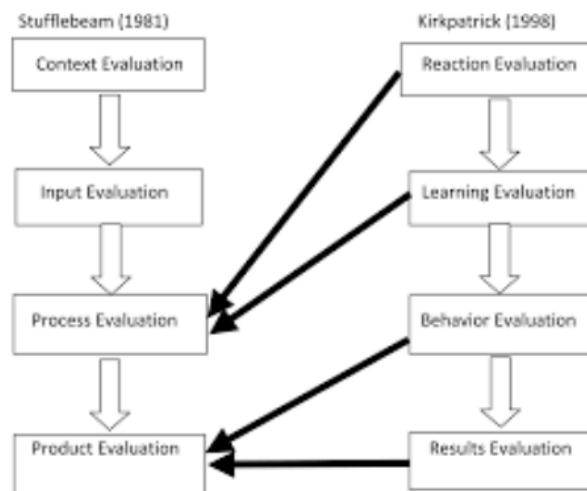 Stufflebeam (1981)
Context Evaluation
Input Evaluation
Process Evaluation
Product Evaluation
Kirkpatrick (1998)
Reaction Evaluation
Learning Evaluation
Behavior Evaluation
Results Evaluation